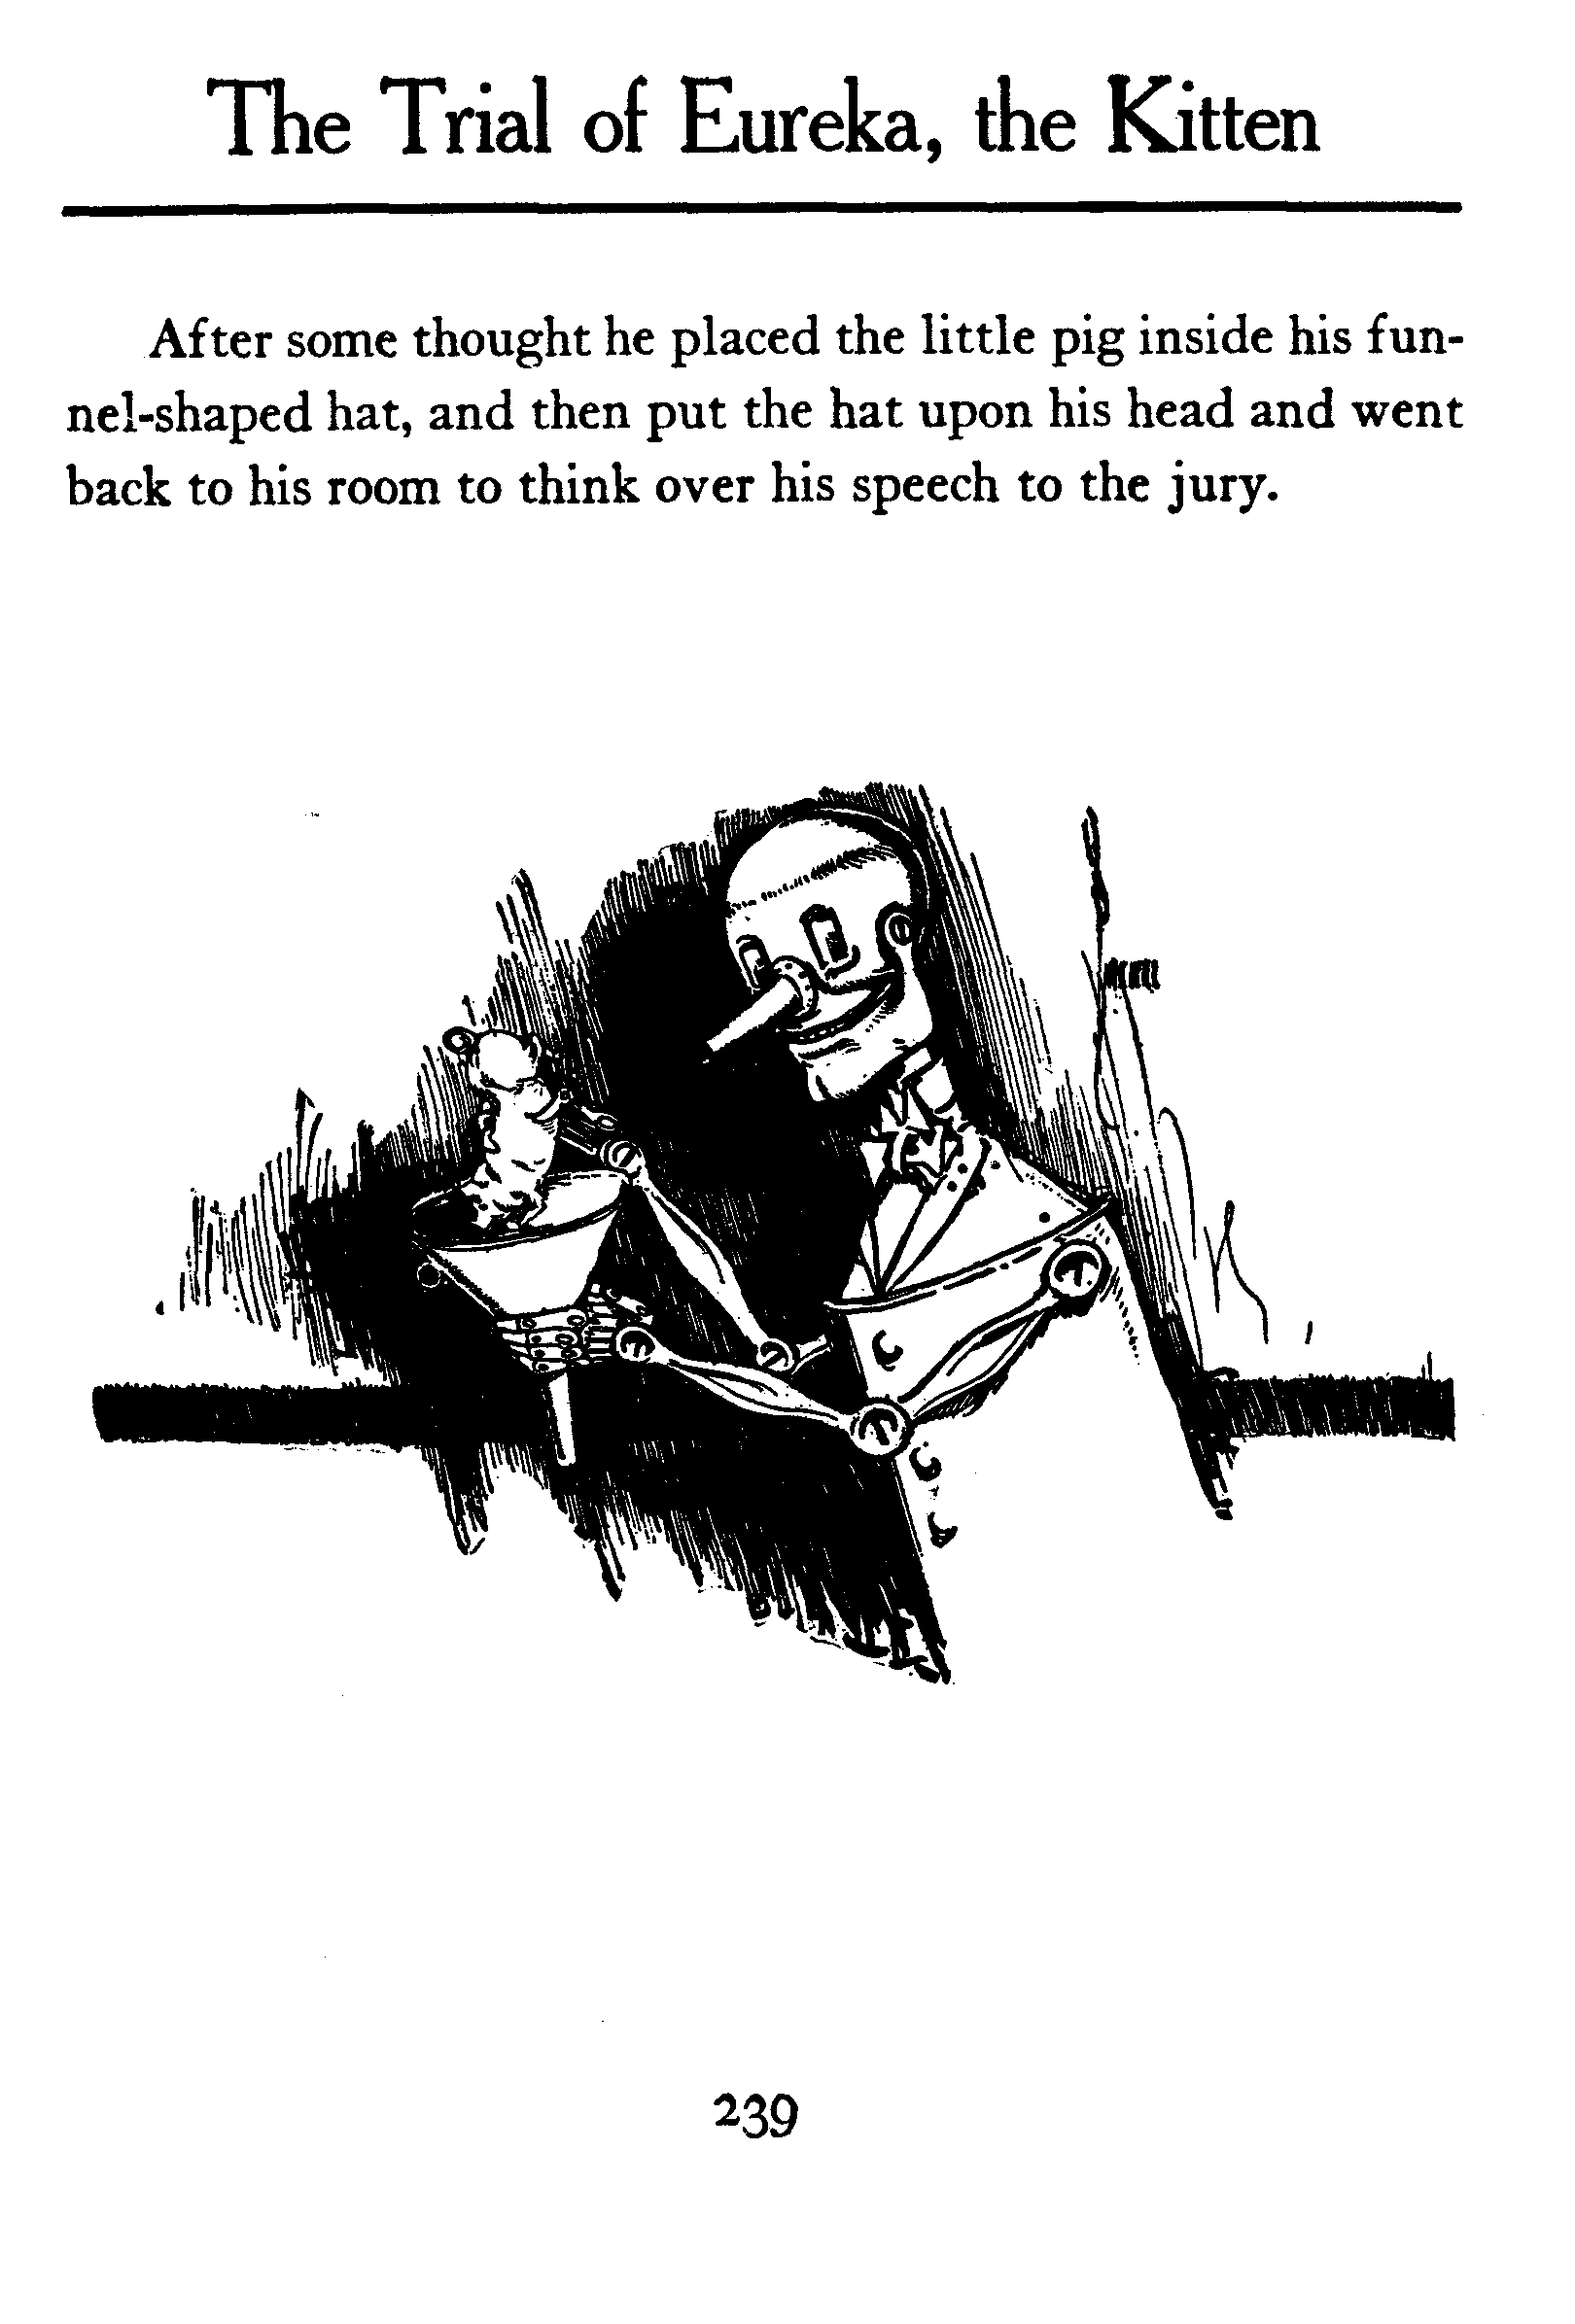 The Trial of Eureka, the Kitten
After some thought he placed the little pig inside his fun-
nel-shaped hat, and then put the hat upon his head and went
back to his room to think over his speech to the jury.
239